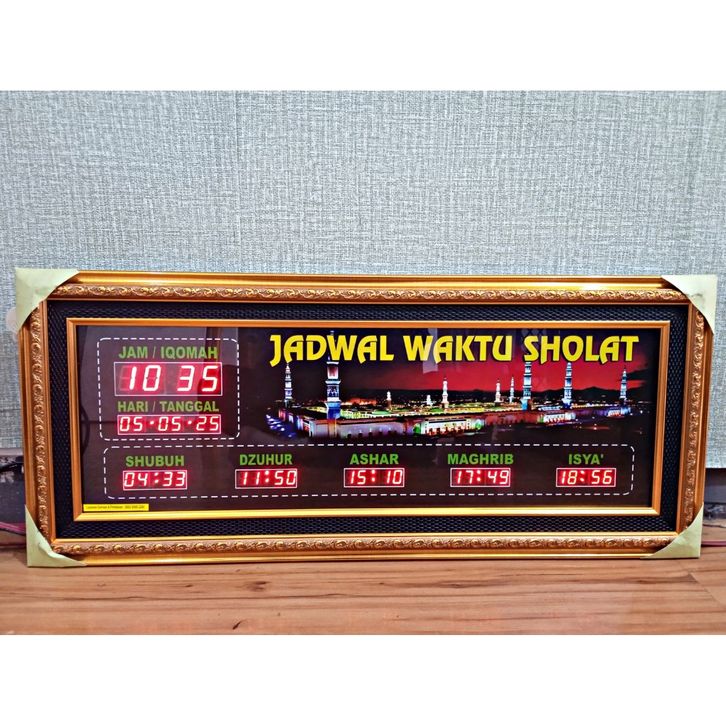 JADWAL WAKTU SHOLAT
JAM / IQOMAH
10 35
HARI / TANGGAL
05-05-25
SHUBUH DZUHUR ASHAR MAGHRIB ISYA'
04:33 11:50 15:10 17:49 18:56